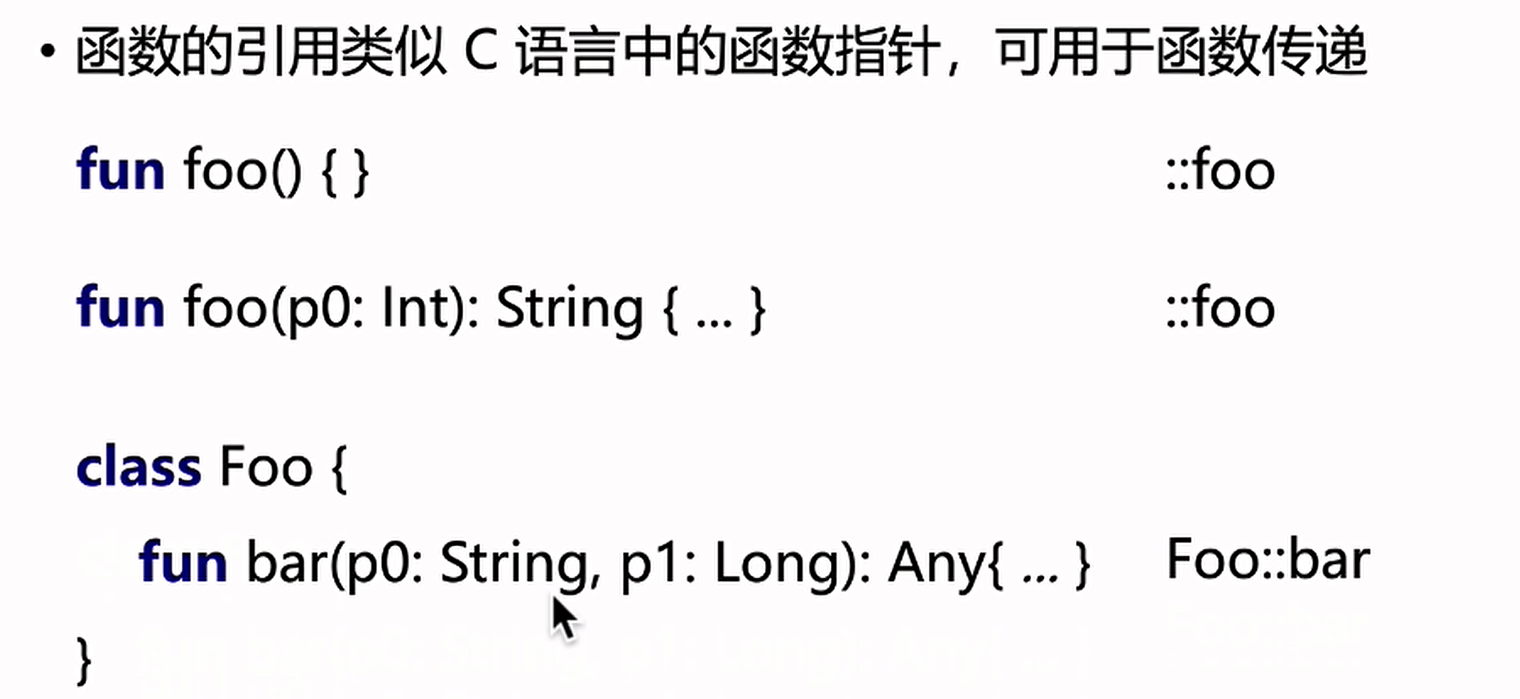 • 函数的引用类似 C 语言中的函数指针，可用于函数传递
fun foo() { } ::foo
fun foo(p0: Int): String { ... } ::foo
class Foo {
fun bar(p0: String, p1: Long): Any{ ... } Foo::bar
}